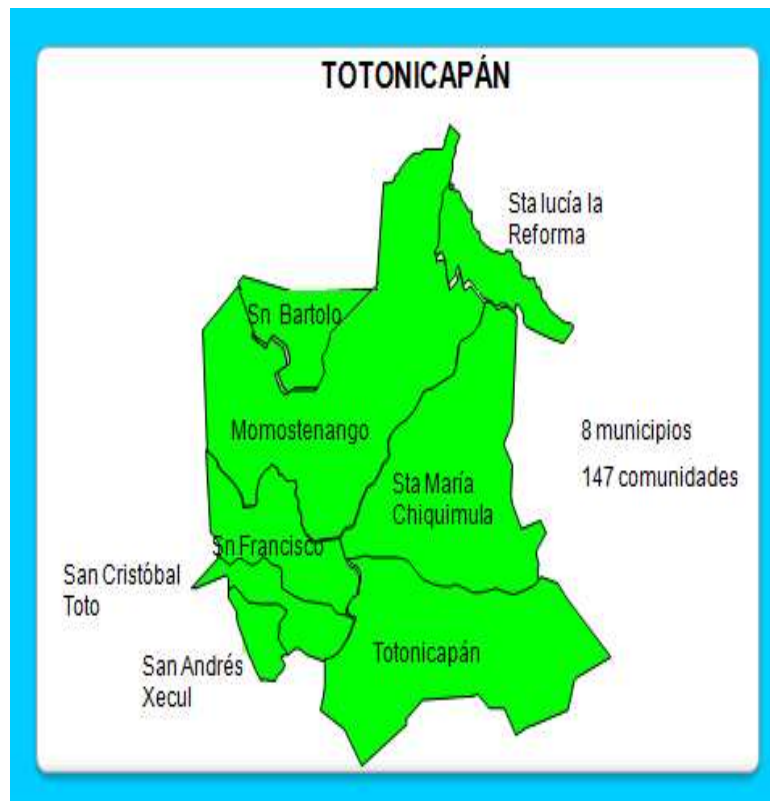 TOTONICAPÁN
Sta lucía la
Reforma
Sn Bartolo
Momostenango
8 municipios
147 comunidades
Sta María
Chiquimula
Sn Francisco
San Cristóbal
Toto
Totonicapán
San Andrés
Xecul